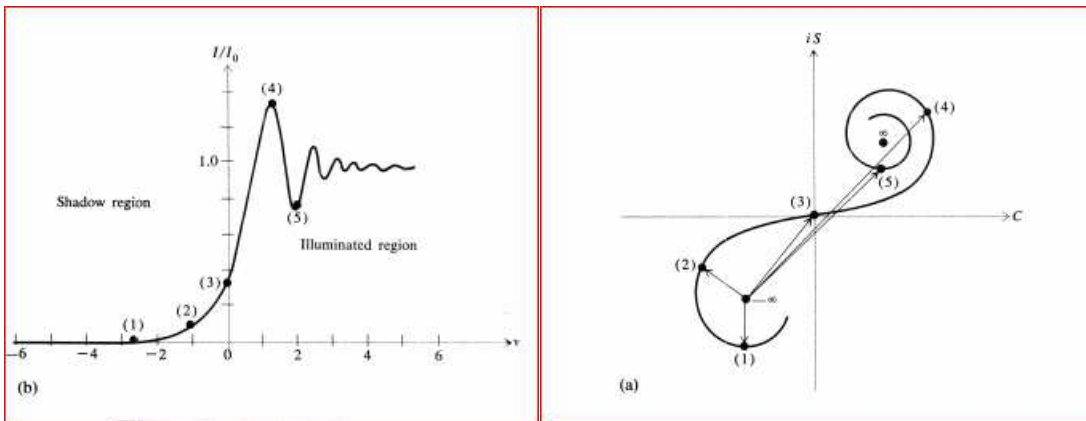 I/I₀
(4)
1.0
(5)
Shadow region
Illuminated region
(3)
(2)
(1)
−6 −4 −2 0 2 4 6 v
(b)
iS
(4)
∞
(5)
(3)
C
(2)
−∞
(1)
(a)